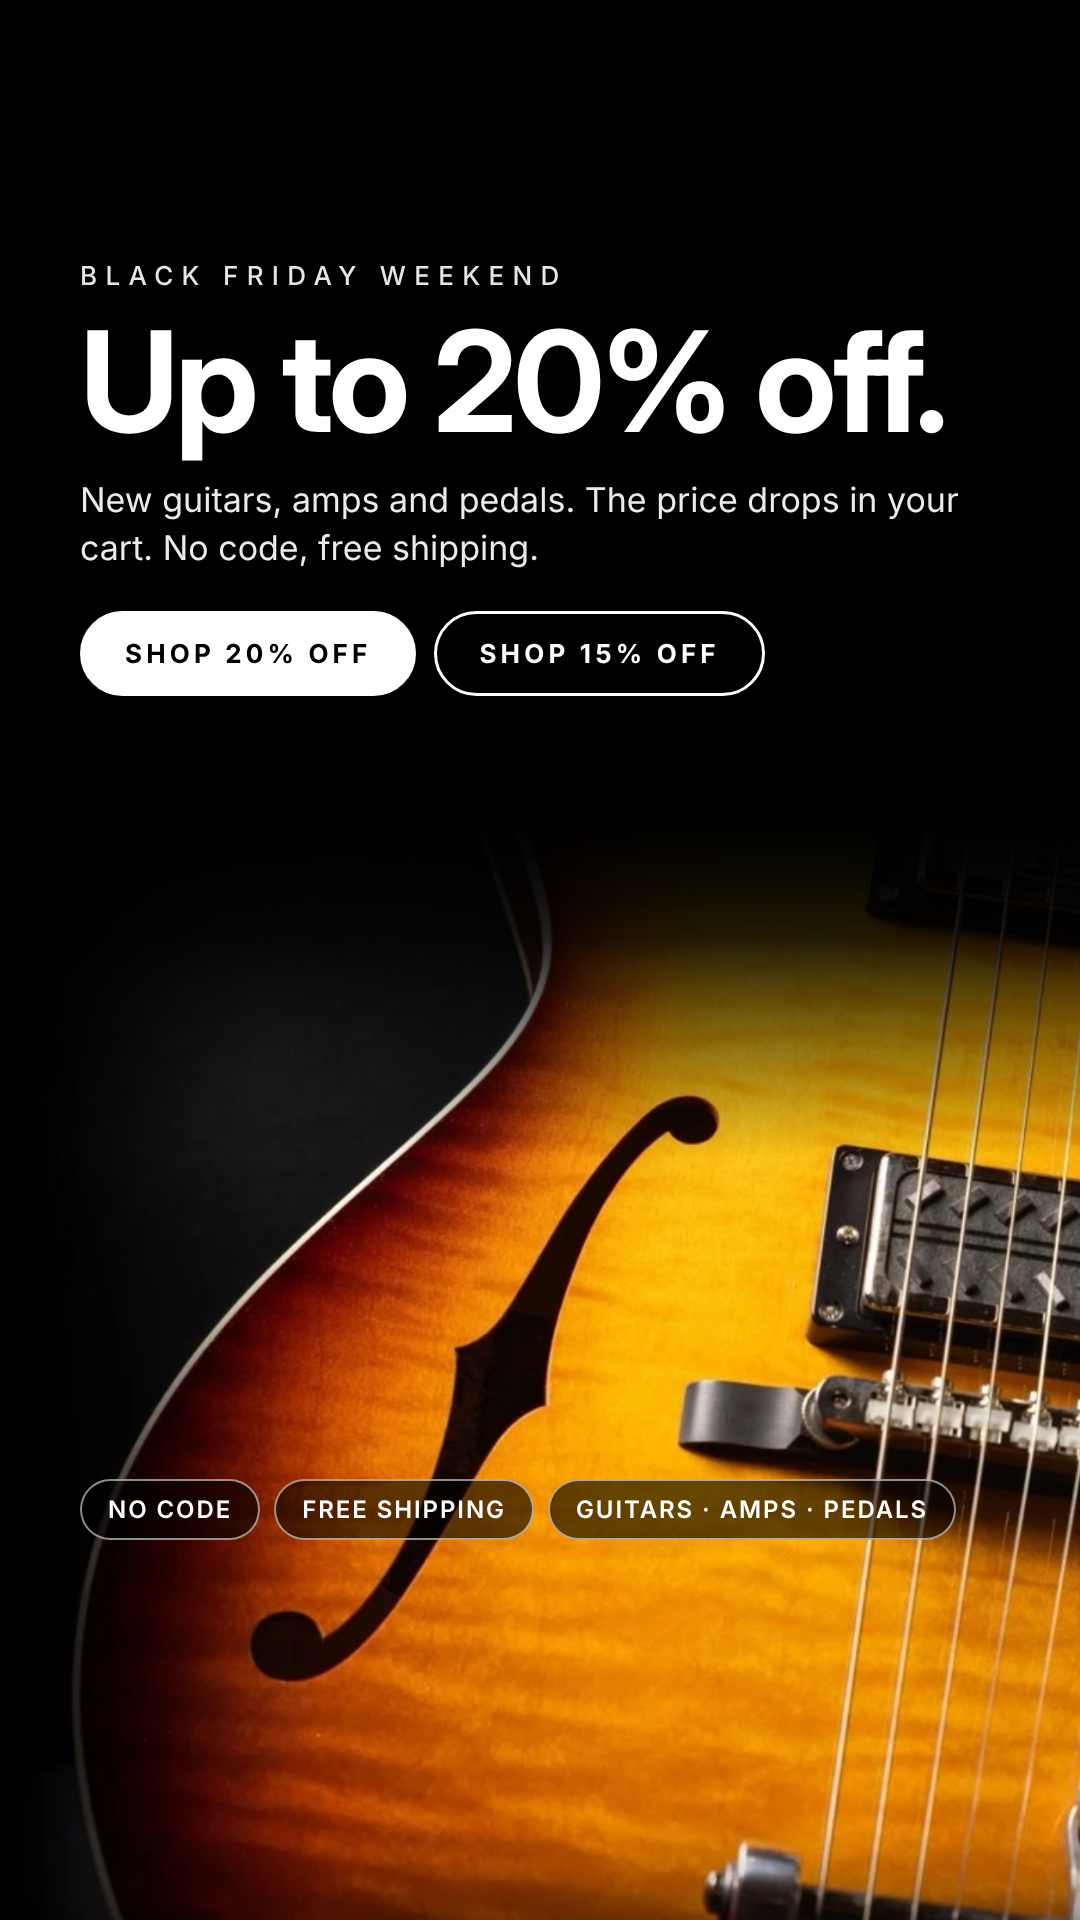 BLACK FRIDAY WEEKEND
Up to 20% off.
New guitars, amps and pedals. The price drops in your
cart. No code, free shipping.
SHOP 20% OFF
SHOP 15% OFF
NO CODE
FREE SHIPPING
GUITARS · AMPS · PEDALS